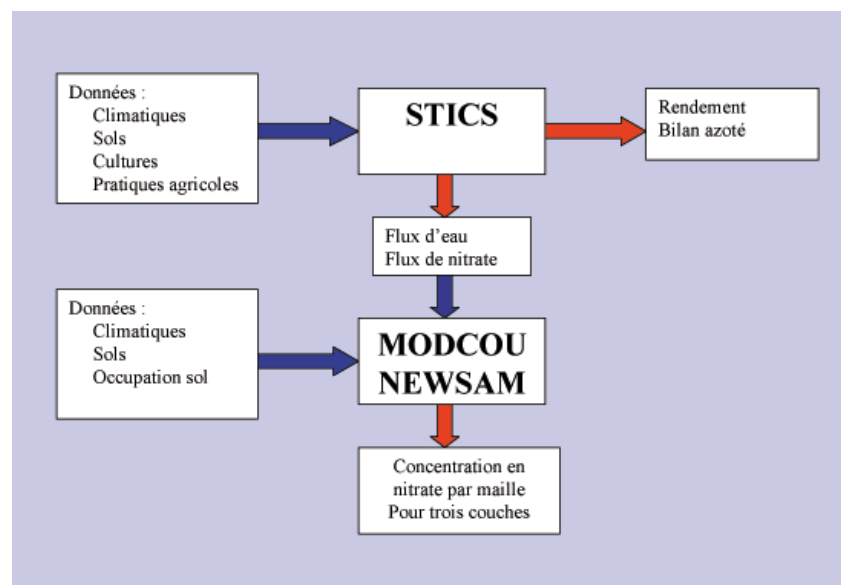 Données :
Climatiques
Sols
Cultures
Pratiques agricoles
STICS
Rendement
Bilan azoté
Flux d'eau
Flux de nitrate
Données :
Climatiques
Sols
Occupation sol
MODCOU
NEWSAM
Concentration en
nitrate par maille
Pour trois couches